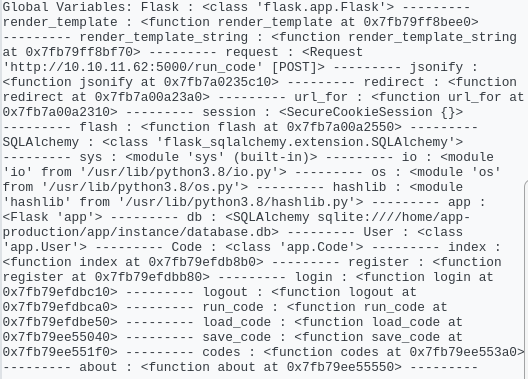 Global Variables: Flask : <class 'flask.app.Flask'> ---------
render_template : <function render_template at 0x7fb79ff8bee0>
--------- render_template_string : <function render_template_string
at 0x7fb79ff8bf70> --------- request : <Request
'http://10.10.11.62:5000/run_code' [POST]> --------- jsonify :
<function jsonify at 0x7fb7a0235c10> --------- redirect : <function
redirect at 0x7fb7a00a23a0> --------- url_for : <function url_for at
0x7fb7a00a2310> --------- session : <SecureCookieSession {}>
--------- flash : <function flash at 0x7fb7a00a2550> ---------
SQLAlchemy : <class 'flask_sqlalchemy.extension.SQLAlchemy'>
--------- sys : <module 'sys' (built-in)> --------- io : <module
'io' from '/usr/lib/python3.8/io.py'> --------- os : <module 'os'
from '/usr/lib/python3.8/os.py'> --------- hashlib : <module
'hashlib' from '/usr/lib/python3.8/hashlib.py'> --------- app :
<Flask 'app'> --------- db : <SQLAlchemy sqlite:////home/app-
production/app/instance/database.db> --------- User : <class
'app.User'> --------- Code : <class 'app.Code'> --------- index :
<function index at 0x7fb79efdb8b0> --------- register : <function
register at 0x7fb79efdbb80> --------- login : <function login at
0x7fb79efdbc10> --------- logout : <function logout at
0x7fb79efdbca0> --------- run_code : <function run_code at
0x7fb79efdbe50> --------- load_code : <function load_code at
0x7fb79ee55040> --------- save_code : <function save_code at
0x7fb79ee551f0> --------- codes : <function codes at 0x7fb79ee553a0>
--------- about : <function about at 0x7fb79ee55550> ---------